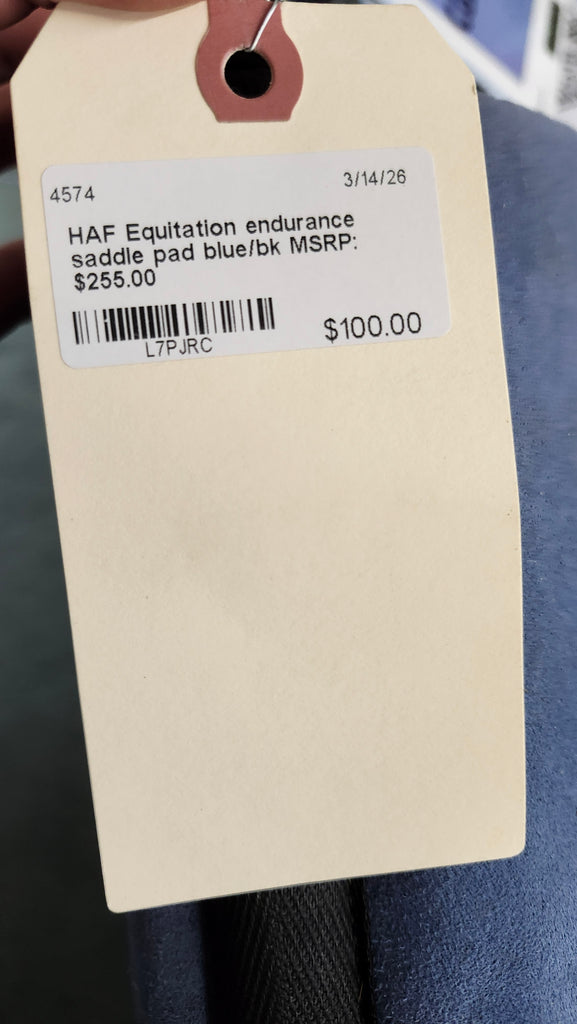 4574
3/14/26
HAF Equitation endurance
saddle pad blue/bk MSRP:
$255.00
L7PJRC
$100.00